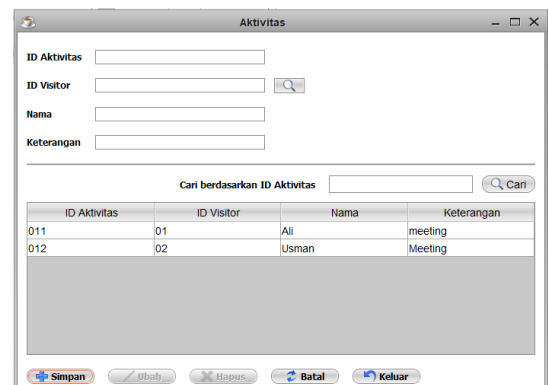 Aktivitas
ID Aktivitas
ID Visitor
Nama
Keterangan
Cari berdasarkan ID Aktivitas Cari
ID Aktivitas ID Visitor Nama Keterangan
011 01 Ali meeting
012 02 Usman Meeting
Simpan Ubah Hapus Batal Keluar